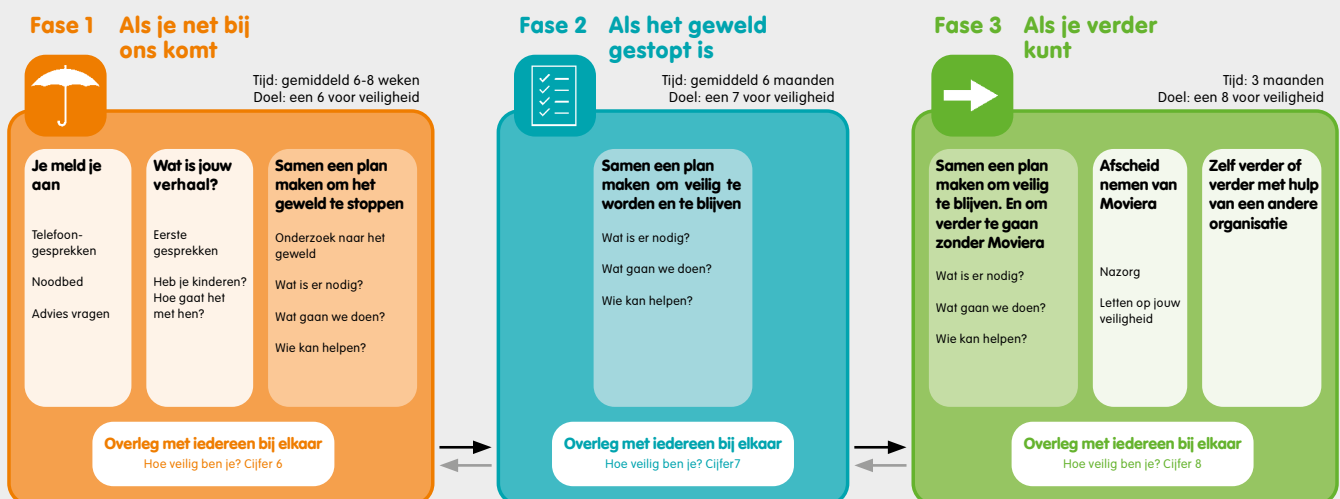 Fase 1 Als je net bij
ons komt
Tijd: gemiddeld 6-8 weken
Doel: een 6 voor veiligheid
Je meld je
aan
Telefoon-
gesprekken
Noodbed
Advies vragen
Wat is jouw
verhaal?
Eerste
gesprekken
Heb je kinderen?
Hoe gaat het
met hen?
Samen een plan
maken om het
geweld te stoppen
Onderzoek naar het
geweld
Wat is er nodig?
Wat gaan we doen?
Wie kan helpen?
Overleg met iedereen bij elkaar
Hoe veilig ben je? Cijfer 6
Fase 2 Als het geweld
gestopt is
Tijd: gemiddeld 6 maanden
Doel: een 7 voor veiligheid
Samen een plan
maken om veilig te
worden en te blijven
Wat is er nodig?
Wat gaan we doen?
Wie kan helpen?
Overleg met iedereen bij elkaar
Hoe veilig ben je? Cijfer7
Fase 3 Als je verder
kunt
Tijd: 3 maanden
Doel: een 8 voor veiligheid
Samen een plan
maken om veilig
te blijven. En om
verder te gaan
zonder Moviera
Wat is er nodig?
Wat gaan we doen?
Wie kan helpen?
Afscheid
nemen van
Moviera
Nazorg
Letten op jouw
veiligheid
Zelf verder of
verder met hulp
van een andere
organisatie
Overleg met iedereen bij elkaar
Hoe veilig ben je? Cijfer 8